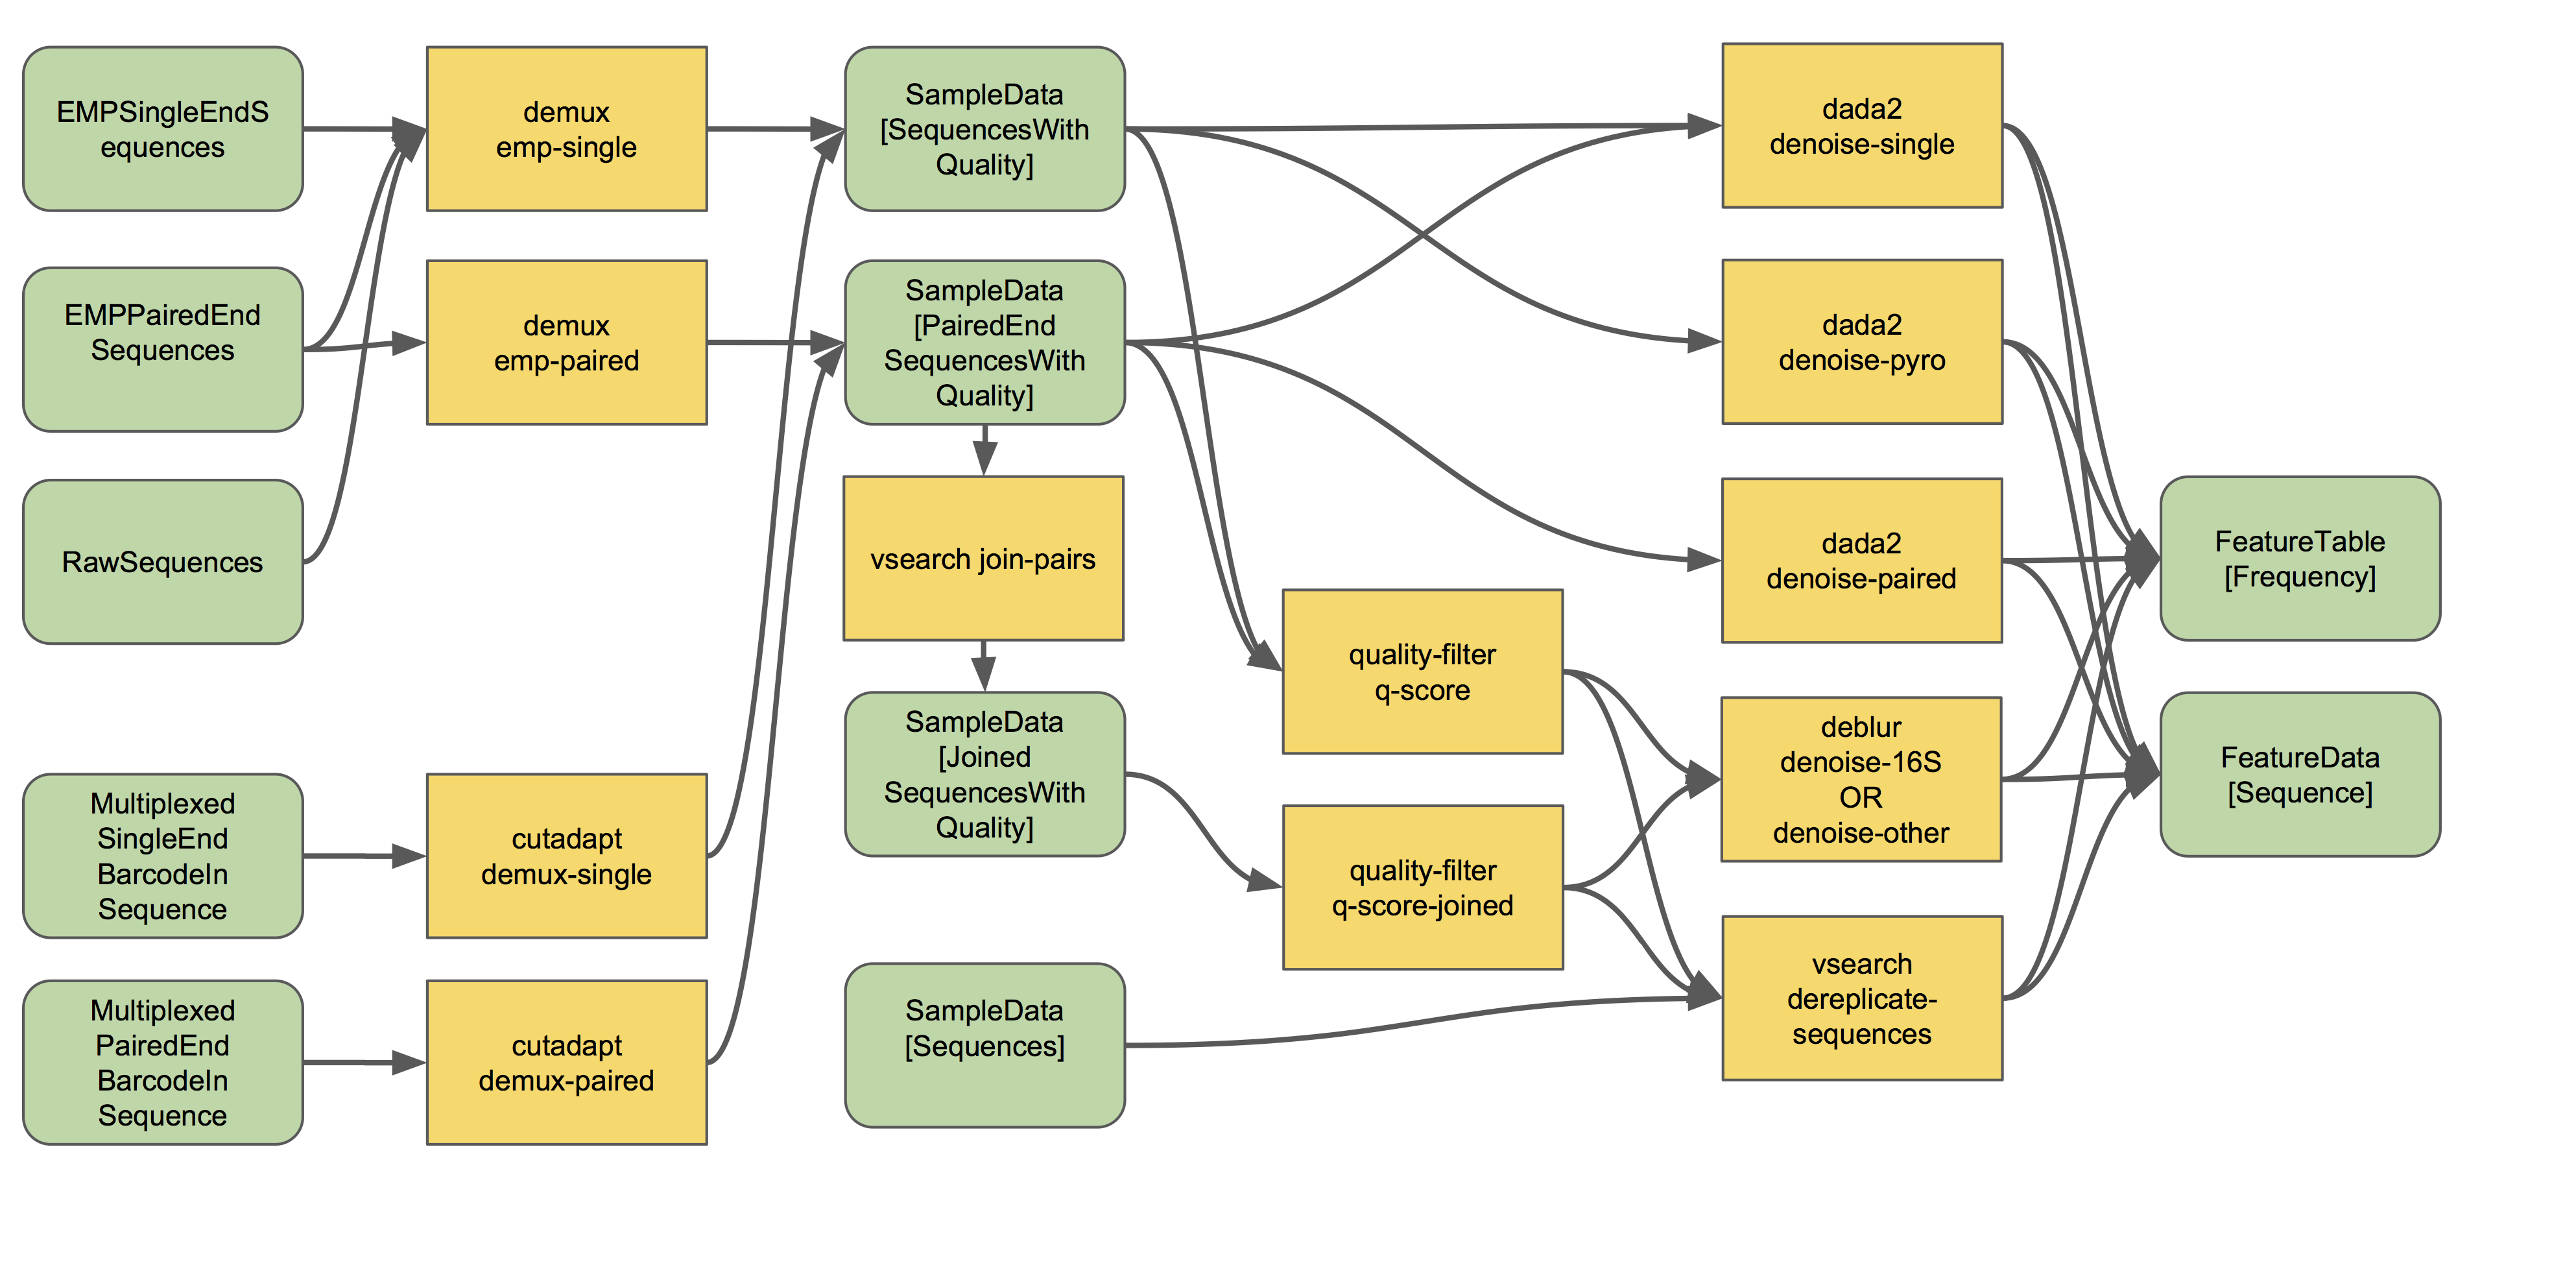 EMPSingleEndS
equences
demux
emp-single
SampleData
[SequencesWith
Quality]
dada2
denoise-single
EMPPairedEnd
Sequences
demux
emp-paired
SampleData
[PairedEnd
SequencesWith
Quality]
dada2
denoise-pyro
RawSequences
vsearch join-pairs
dada2
denoise-paired
FeatureTable
[Frequency]
quality-filter
q-score
SampleData
[Joined
SequencesWith
Quality]
deblur
denoise-16S
OR
denoise-other
FeatureData
[Sequence]
Multiplexed
SingleEnd
BarcodeIn
Sequence
cutadapt
demux-single
quality-filter
q-score-joined
Multiplexed
PairedEnd
BarcodeIn
Sequence
cutadapt
demux-paired
SampleData
[Sequences]
vsearch
dereplicate-
sequences